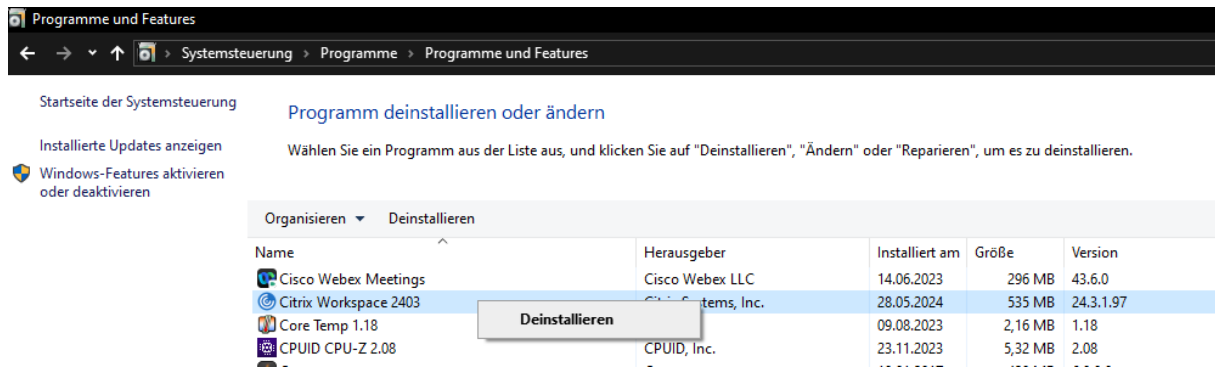 Programme und Features
Systemsteuerung > Programme > Programme und Features
Startseite der Systemsteuerung
Installierte Updates anzeigen
Windows-Features aktivieren
oder deaktivieren
Programm deinstallieren oder ändern
Wählen Sie ein Programm aus der Liste aus, und klicken Sie auf "Deinstallieren", "Ändern" oder "Reparieren", um es zu deinstallieren.
Organisieren Deinstallieren
Name Herausgeber Installiert am Größe Version
Cisco Webex Meetings Cisco Webex LLC 14.06.2023 296 MB 43.6.0
Citrix Workspace 2403 Inc. 28.05.2024 535 MB 24.3.1.97
Deinstallieren
Core Temp 1.18 09.08.2023 2,16 MB 1.18
CPUID CPU-Z 2.08 CPUID, Inc. 23.11.2023 5,32 MB 2.08